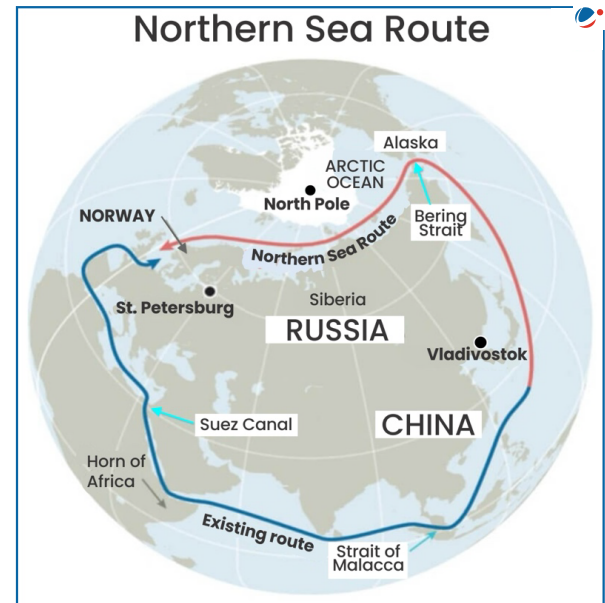 Northern Sea Route
Alaska
ARCTIC
OCEAN
North Pole
NORWAY
Bering
Strait
Northern Sea Route
St. Petersburg
Siberia
RUSSIA
Vladivostok
Suez Canal
CHINA
Horn of
Africa
Existing route
Strait of
Malacca